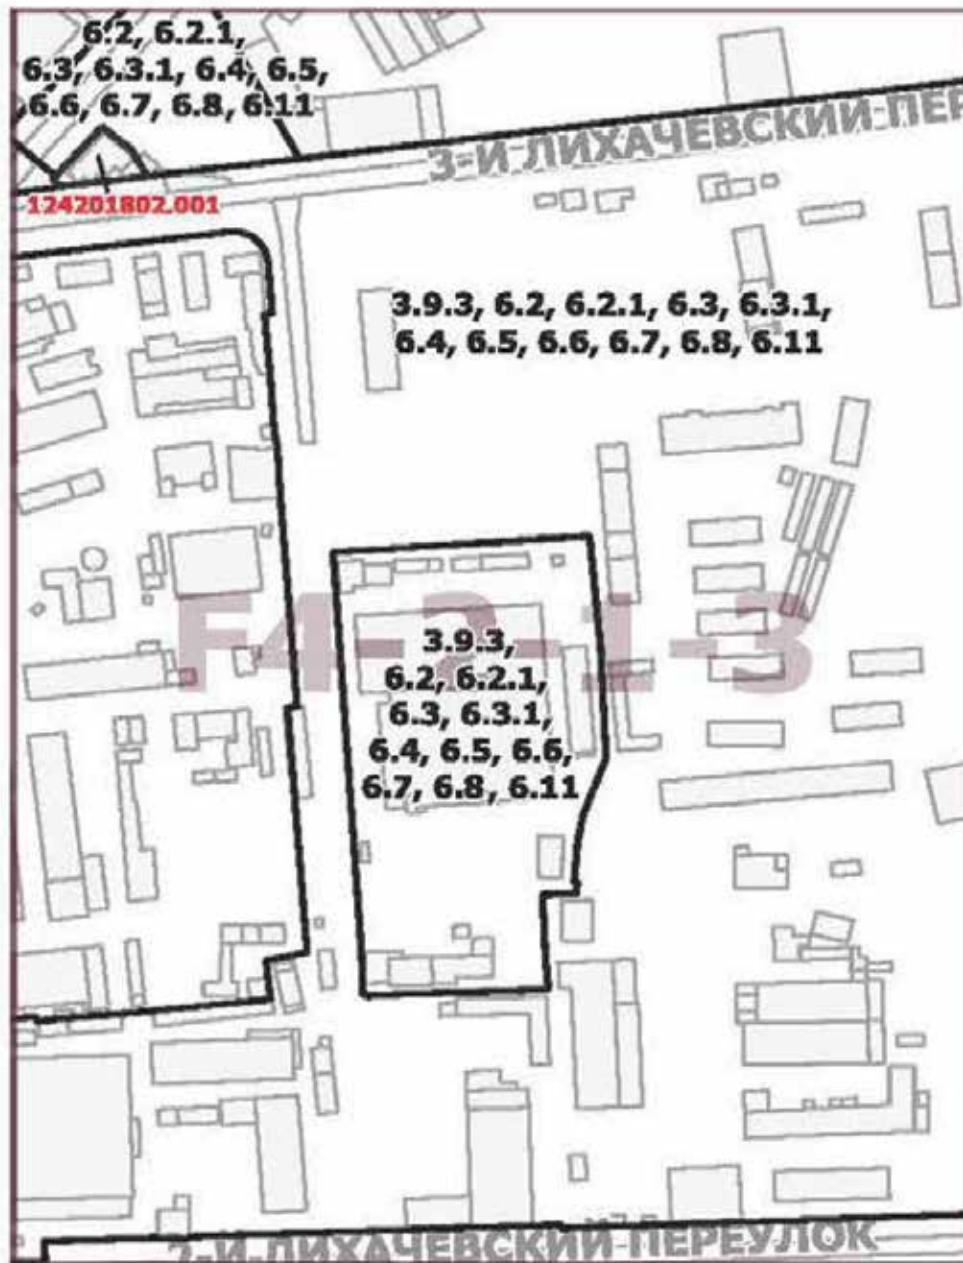 6.2, 6.2.1,
6.3, 6.3.1, 6.4, 6.5,
6.6, 6.7, 6.8, 6.11
3-Й ЛИХАЧЕВСКИЙ ПЕР
124201802.001
3.9.3, 6.2, 6.2.1, 6.3, 6.3.1,
6.4, 6.5, 6.6, 6.7, 6.8, 6.11
F4-2-1-3
3.9.3,
6.2, 6.2.1,
6.3, 6.3.1,
6.4, 6.5, 6.6,
6.7, 6.8, 6.11
2-Й ЛИХАЧЕВСКИЙ ПЕРЕУЛОК